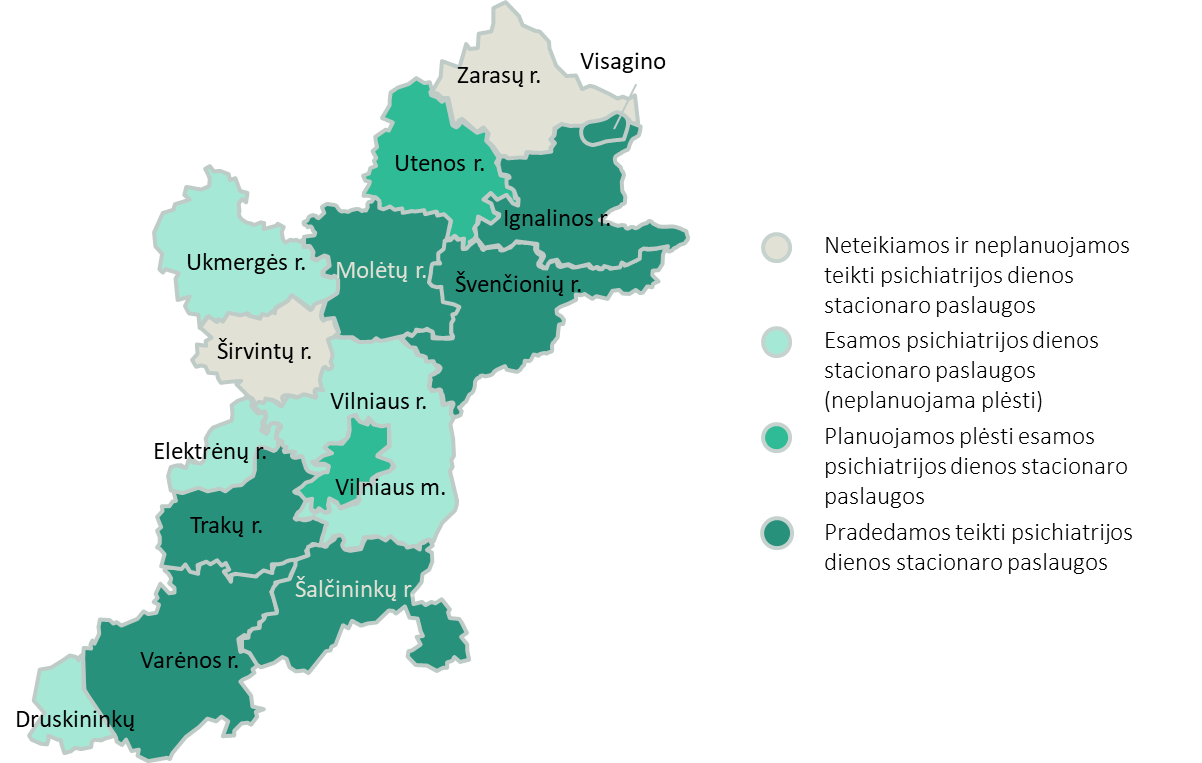 Zarasų r.
Visagino
Utenos r.
Ignalinos r.
Ukmergės r.
Molėtų r.
Švenčionių r.
Širvintų r.
Vilniaus r.
Elektrėnų r.
Vilniaus m.
Trakų r.
Šalčininkų r.
Varėnos r.
Druskininkų
Neteikiamos ir neplanuojamos
teikti psichiatrijos dienos
stacionaro paslaugos
Esamos psichiatrijos dienos
stacionaro paslaugos
(neplanuojama plėsti)
Planuojamos plėsti esamos
psichiatrijos dienos stacionaro
paslaugos
Pradedamos teikti psichiatrijos
dienos stacionaro paslaugos